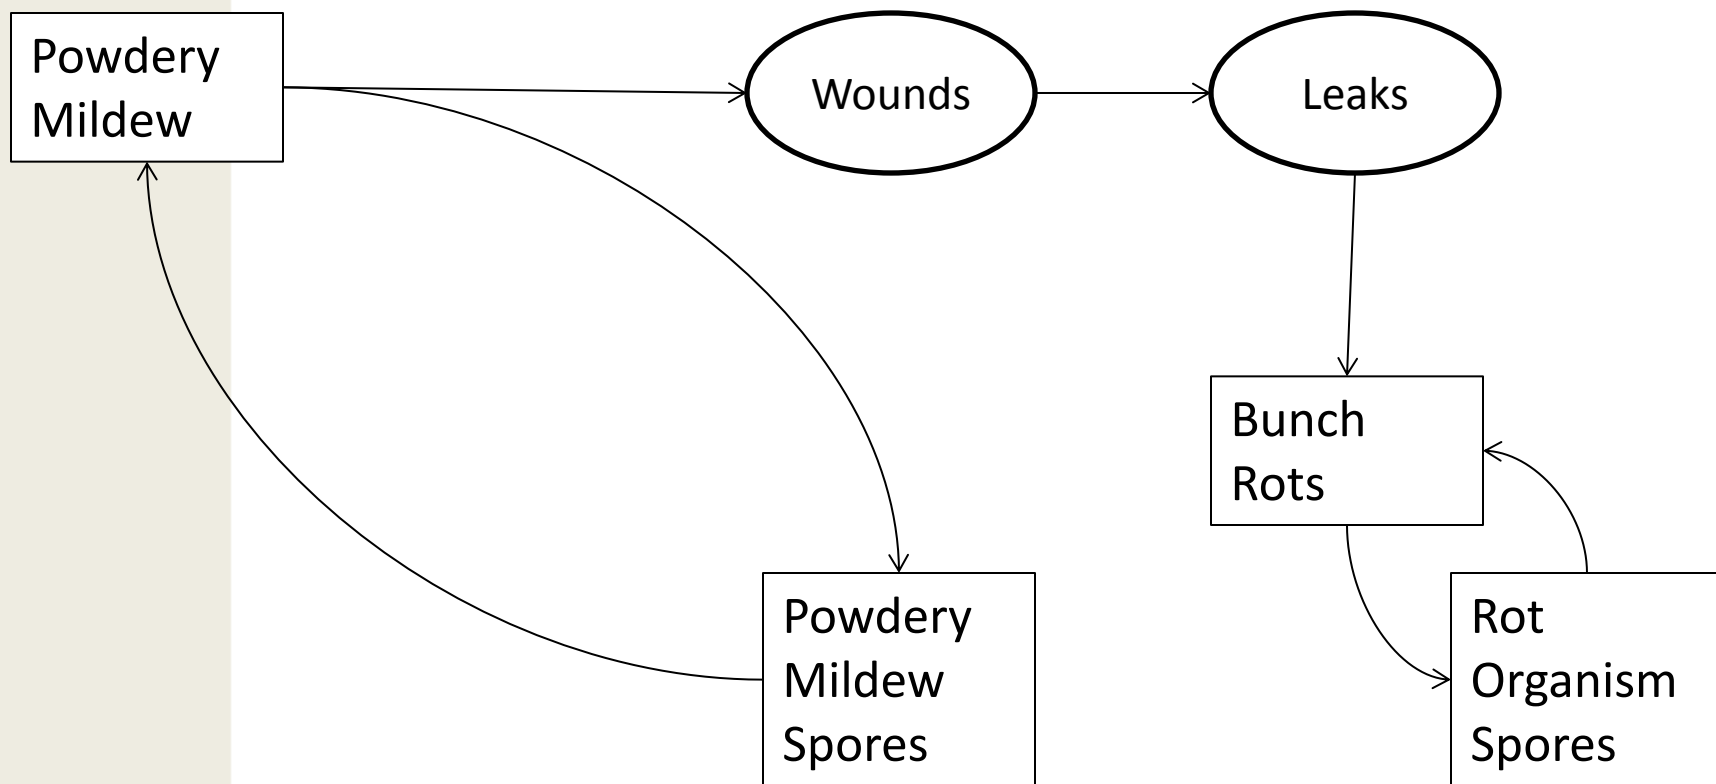 Powdery
Mildew
Wounds
Leaks
Bunch
Rots
Powdery
Mildew
Spores
Rot
Organism
Spores